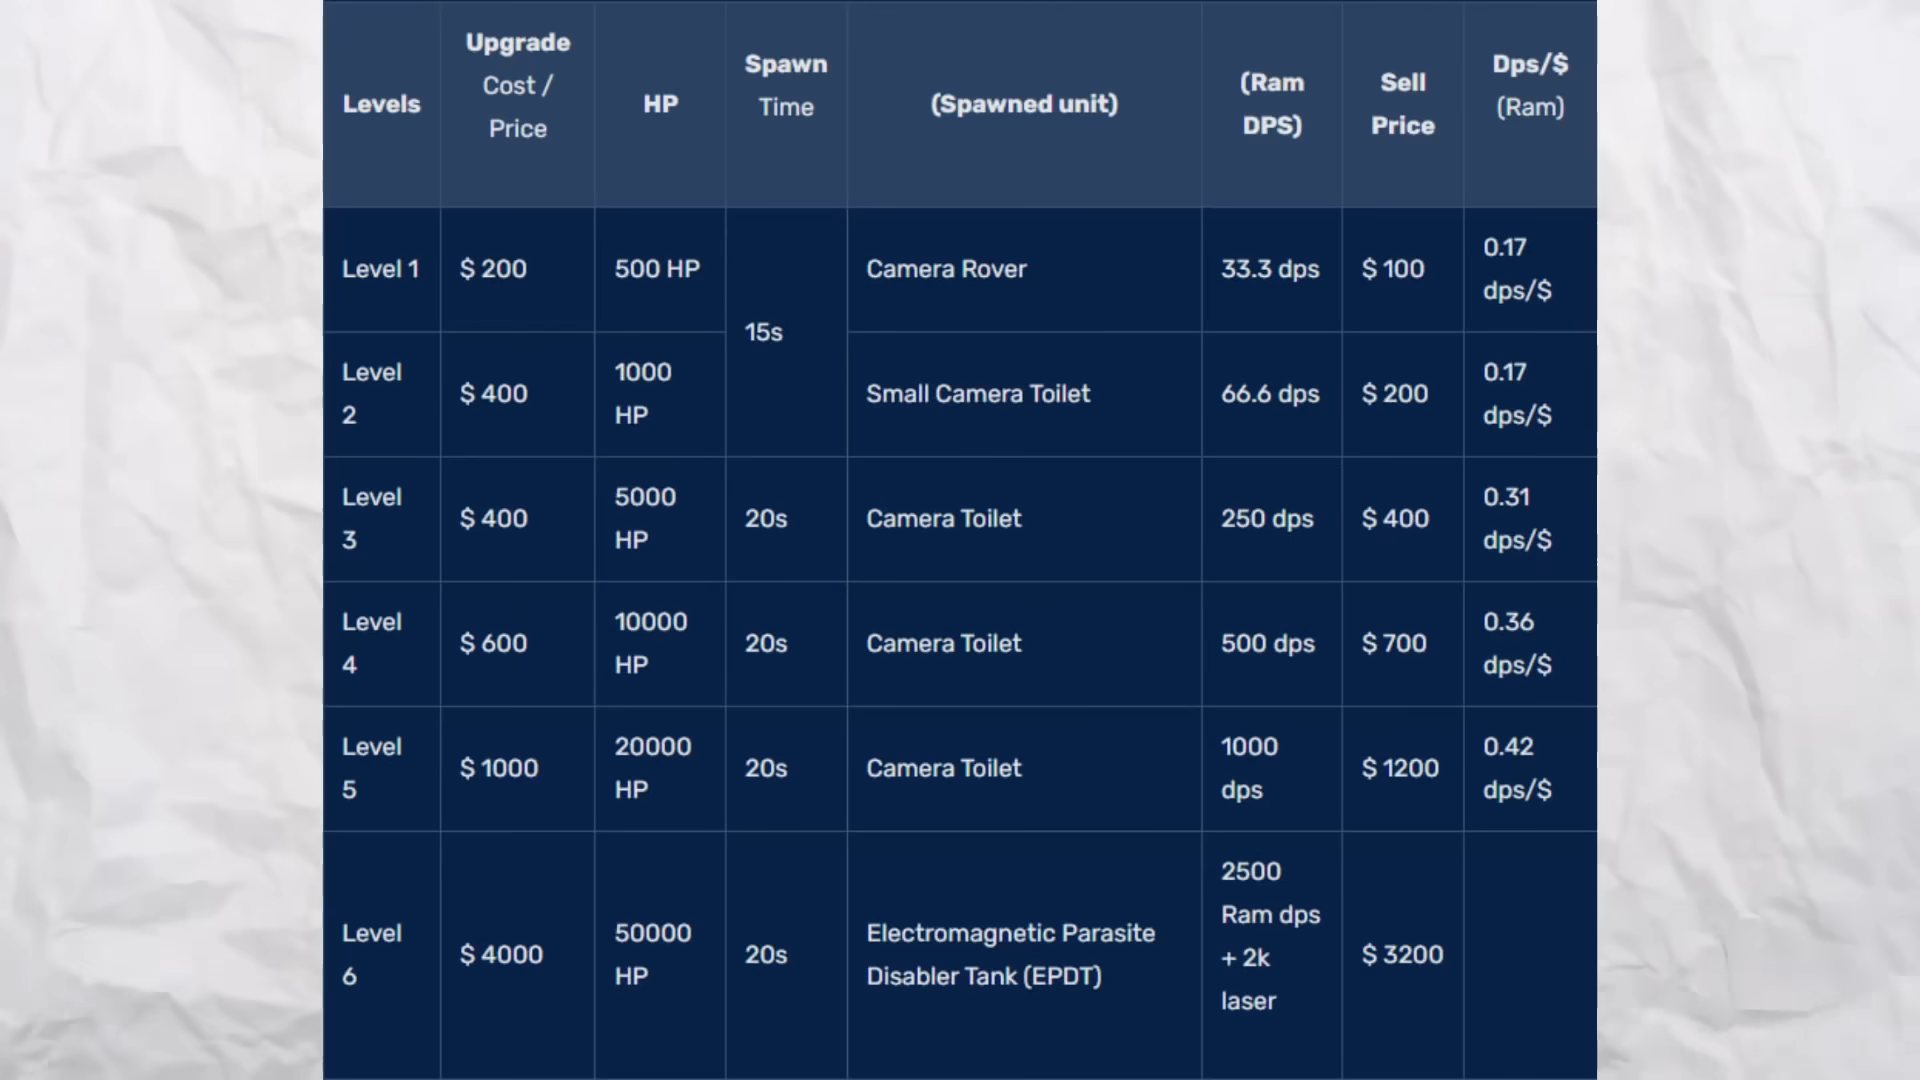 Levels
Upgrade
Cost /
Price
HP
Spawn
Time
(Spawned unit)
(Ram
DPS)
Sell
Price
Dps/$
(Ram)
Level 1
$ 200
500 HP
15s
Camera Rover
33.3 dps
$ 100
0.17
dps/$
Level
2
$ 400
1000
HP
Small Camera Toilet
66.6 dps
$ 200
0.17
dps/$
Level
3
$ 400
5000
HP
20s
Camera Toilet
250 dps
$ 400
0.31
dps/$
Level
4
$ 600
10000
HP
20s
Camera Toilet
500 dps
$ 700
0.36
dps/$
Level
5
$ 1000
20000
HP
20s
Camera Toilet
1000
dps
$ 1200
0.42
dps/$
Level
6
$ 4000
50000
HP
20s
Electromagnetic Parasite
Disabler Tank (EPDT)
2500
Ram dps
+ 2k
laser
$ 3200